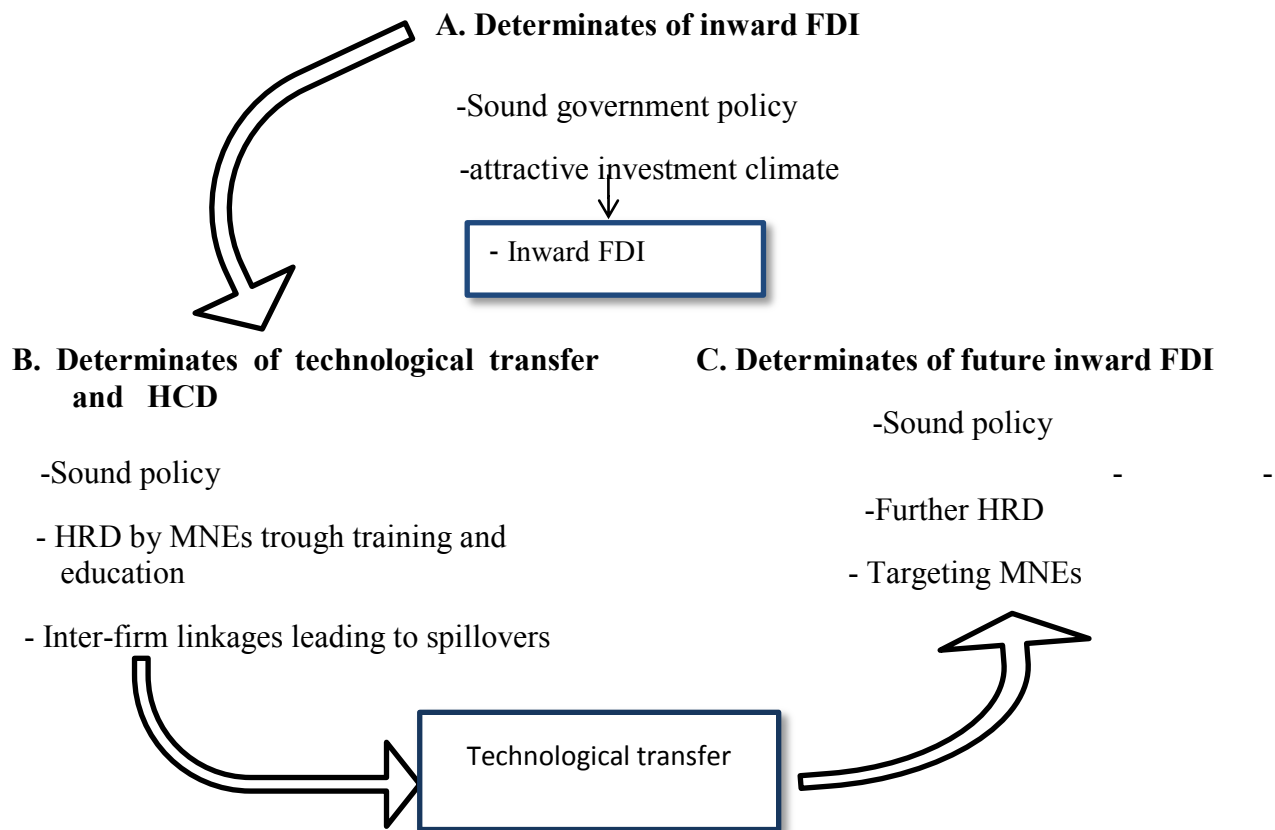 A. Determinates of inward FDI
-Sound government policy
-attractive investment climate
- Inward FDI
B. Determinates of technological transfer
and HCD
-Sound policy
- HRD by MNEs trough training and
education
- Inter-firm linkages leading to spillovers
C. Determinates of future inward FDI
-Sound policy
- -
-Further HRD
- Targeting MNEs
Technological transfer